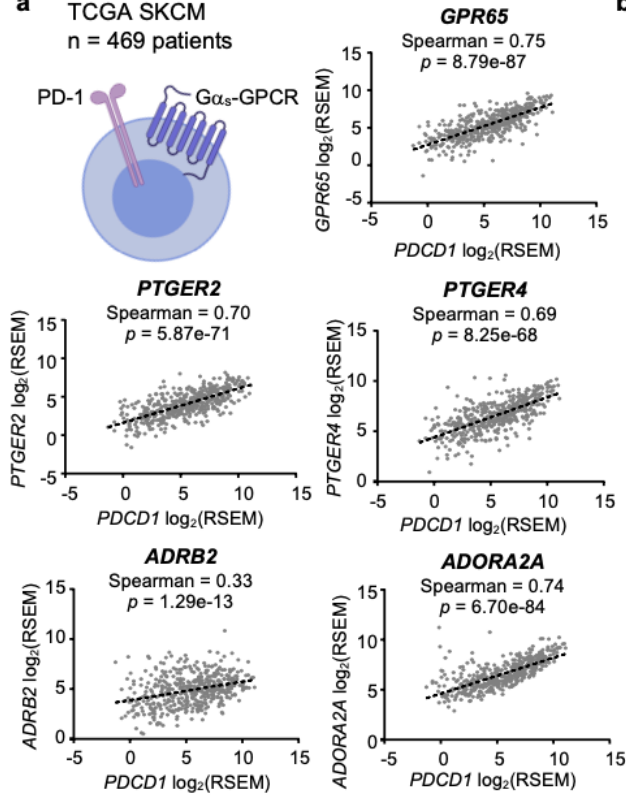 a
b
TCGA SKCM
n = 469 patients
PD-1
Gαs-GPCR
GPR65
Spearman = 0.75
p = 8.79e-87
GPR65 log2(RSEM)
15
10
5
0
-5
-5 0 5 10 15
PDCD1 log2(RSEM)
PTGER2
Spearman = 0.70
p = 5.87e-71
PTGER2 log2(RSEM)
15
10
5
0
-5
-5 0 5 10 15
PDCD1 log2(RSEM)
PTGER4
Spearman = 0.69
p = 8.25e-68
PTGER4 log2(RSEM)
15
10
5
0
-5 0 5 10 15
PDCD1 log2(RSEM)
ADRB2
Spearman = 0.33
p = 1.29e-13
ADRB2 log2(RSEM)
15
10
5
0
-5 0 5 10 15
PDCD1 log2(RSEM)
ADORA2A
Spearman = 0.74
p = 6.70e-84
ADORA2A log2(RSEM)
15
10
5
0
-5 0 5 10 15
PDCD1 log2(RSEM)